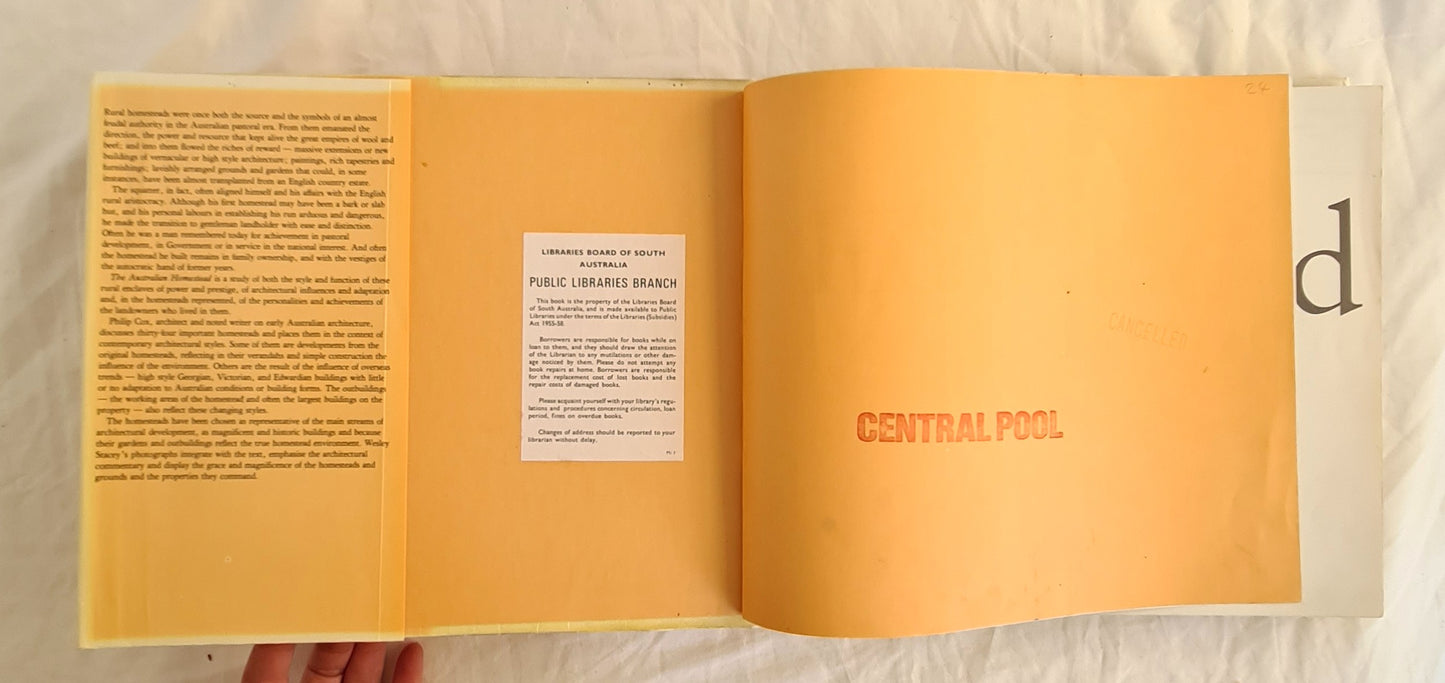 Rural homesteads were once both the source and the symbols of an almost
feudal authority in the Australian pastoral era. From them emanated the
direction, the power and resource that kept alive the great empires of wool and
beef; and into them flowed the riches of reward — massive extensions or new
buildings of vernacular or high style architecture; paintings, rich tapestries and
furnishings; lavishly arranged grounds and gardens that could, in some
instances, have been almost transplanted from an English country estate.
The squatter, in fact, often aligned himself and his affairs with the English
rural aristocracy. Although his first homestead may have been a bark or slab
hut, and his personal labours in establishing his run arduous and dangerous,
he made the transition to gentleman landholder with ease and distinction.
Often he was a man remembered today for achievement in pastoral
development, in Government or in service in the national interest. And often
the homestead he built remains in family ownership, and with the vestiges of
the autocratic hand of former years.
The Australian Homestead is a study of both the style and function of these
rural enclaves of power and prestige, of architectural influences and adaptation
and, in the homesteads represented, of the personalities and achievements of
the landowners who lived in them.
Philip Cox, architect and noted writer on early Australian architecture,
discusses thirty-four important homesteads and places them in the context of
contemporary architectural styles. Some of them are developments from the
original homesteads, reflecting in their verandahs and simple construction the
influence of the environment. Others are the result of the influence of overseas
trends — high style Georgian, Victorian, and Edwardian buildings with little
or no adaptation to Australian conditions or building forms. The outbuildings
— the working areas of the homestead and often the largest buildings on the
property — also reflect these changing styles.
The homesteads have been chosen as representative of the main streams of
architectural development, as magnificent and historic buildings and because
their gardens and outbuildings reflect the true homestead environment. Wesley
Stacey's photographs integrate with the text, emphasise the architectural
commentary and display the grace and magnificence of the homesteads and
grounds and the properties they command.
LIBRARIES BOARD OF SOUTH
AUSTRALIA
PUBLIC LIBRARIES BRANCH
This book is the property of the Libraries Board
of South Australia, and is made available to Public
Libraries under the terms of the Libraries (Subsidies)
Act 1955-58.
Borrowers are responsible for books while on
loan to them, and they should draw the attention
of the Librarian to any mutilations or other dam-
age noticed by them. Please do not attempt any
book repairs at home. Borrowers are responsible
for the replacement cost of lost books and the
repair costs of damaged books.
Please acquaint yourself with your library's regu-
lations and procedures concerning circulation, loan
period, fines on overdue books.
Changes of address should be reported to your
librarian without delay.
24
CANCELLED
CENTRAL POOL
d